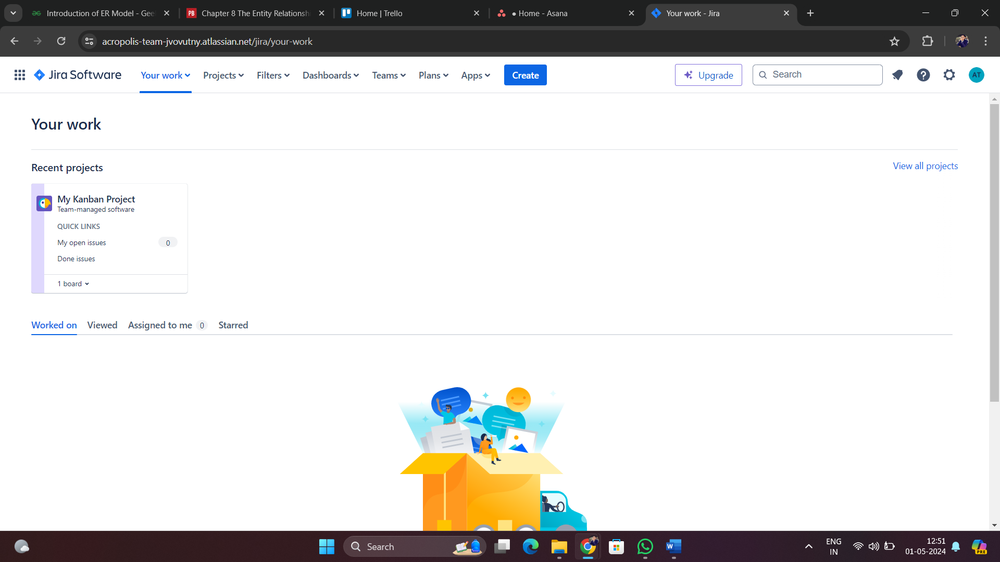 Introduction of ER Model - Gee
Chapter 8 The Entity Relationshi
Home | Trello
● Home - Asana
Your work - Jira
acropolis-team-jvovutny.atlassian.net/jira/your-work
Jira Software
Your work
Projects
Filters
Dashboards
Teams
Plans
Apps
Create
Upgrade
Search
AT
Your work
Recent projects
View all projects
My Kanban Project
Team-managed software
QUICK LINKS
My open issues 0
Done issues
1 board
Worked on
Viewed
Assigned to me 0
Starred
Search
ENG
IN
12:51
01-05-2024
PB
W
PRE